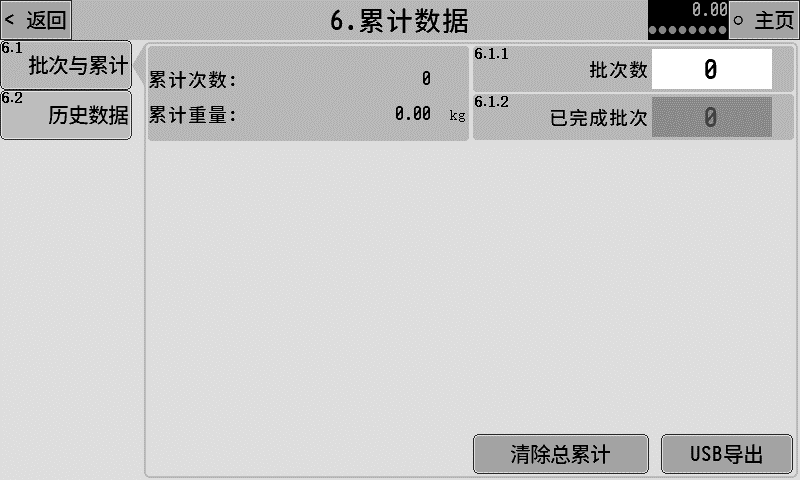 < 返回
6.累计数据
0.00
主页
6.1
批次与累计
6.2
历史数据
累计次数: 0
累计重量: 0.00 kg
6.1.1
批次数 0
6.1.2
已完成批次 0
清除总累计
USB导出